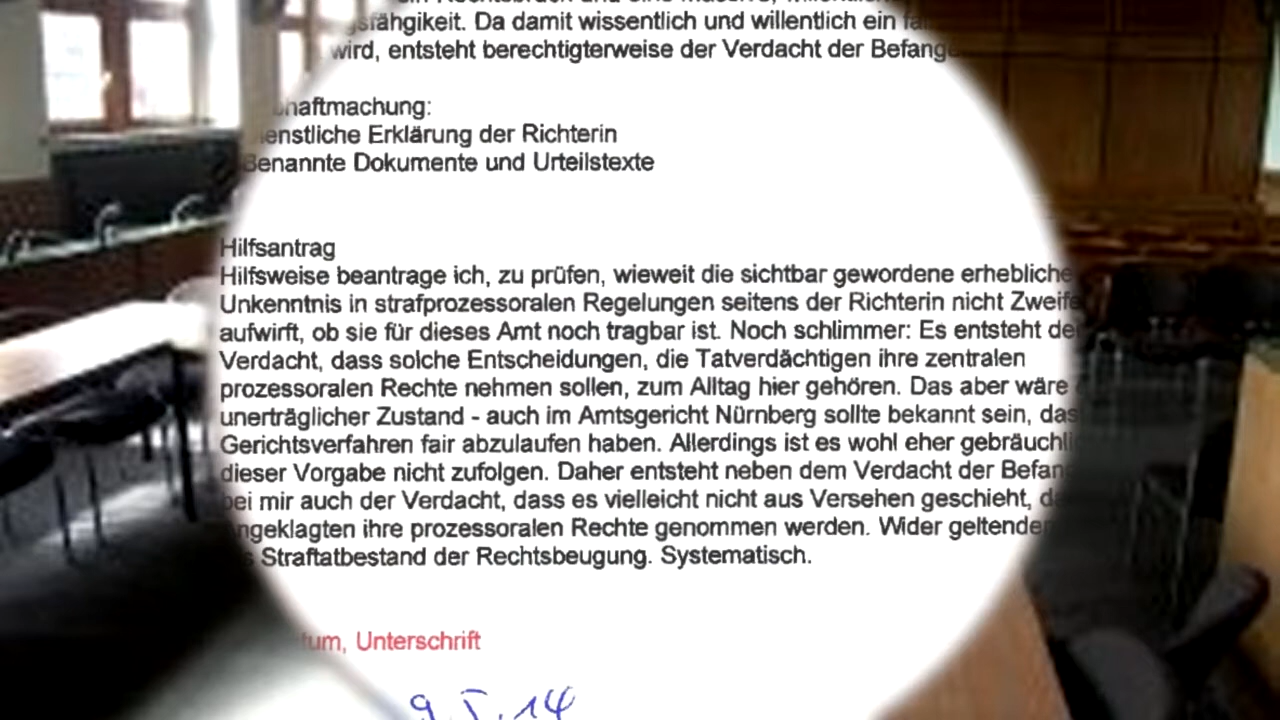 Da damit wissentlich und willentlich ein
wird, entsteht berechtigterweise der Verdacht der
Erklärung der Richterin
Benannte Dokumente und Urteilstexte
Hilfsantrag
Hilfsweise beantrage ich, zu prüfen, wieweit die sichtbar gewordene erhebliche
Unkenntnis in strafprozessoralen Regelungen seitens der Richterin nicht
aufwirft, ob sie für dieses Amt noch tragbar ist. Noch schlimmer: Es entsteht
Verdacht, dass solche Entscheidungen, die Tatverdächtigen ihre zentralen
prozessoralen Rechte nehmen sollen, zum Alltag hier gehören. Das aber wäre
unerträglicher Zustand - auch im Amtsgericht Nürnberg sollte bekannt sein,
Gerichtsverfahren fair abzulaufen haben. Allerdings ist es wohl eher
dieser Vorgabe nicht zufolgen. Daher entsteht neben dem Verdacht der
bei mir auch der Verdacht, dass es vielleicht nicht aus Versehen geschieht,
ihre prozessoralen Rechte genommen werden. Wider
Straftatbestand der Rechtsbeugung. Systematisch.
Unterschrift
9.5.14